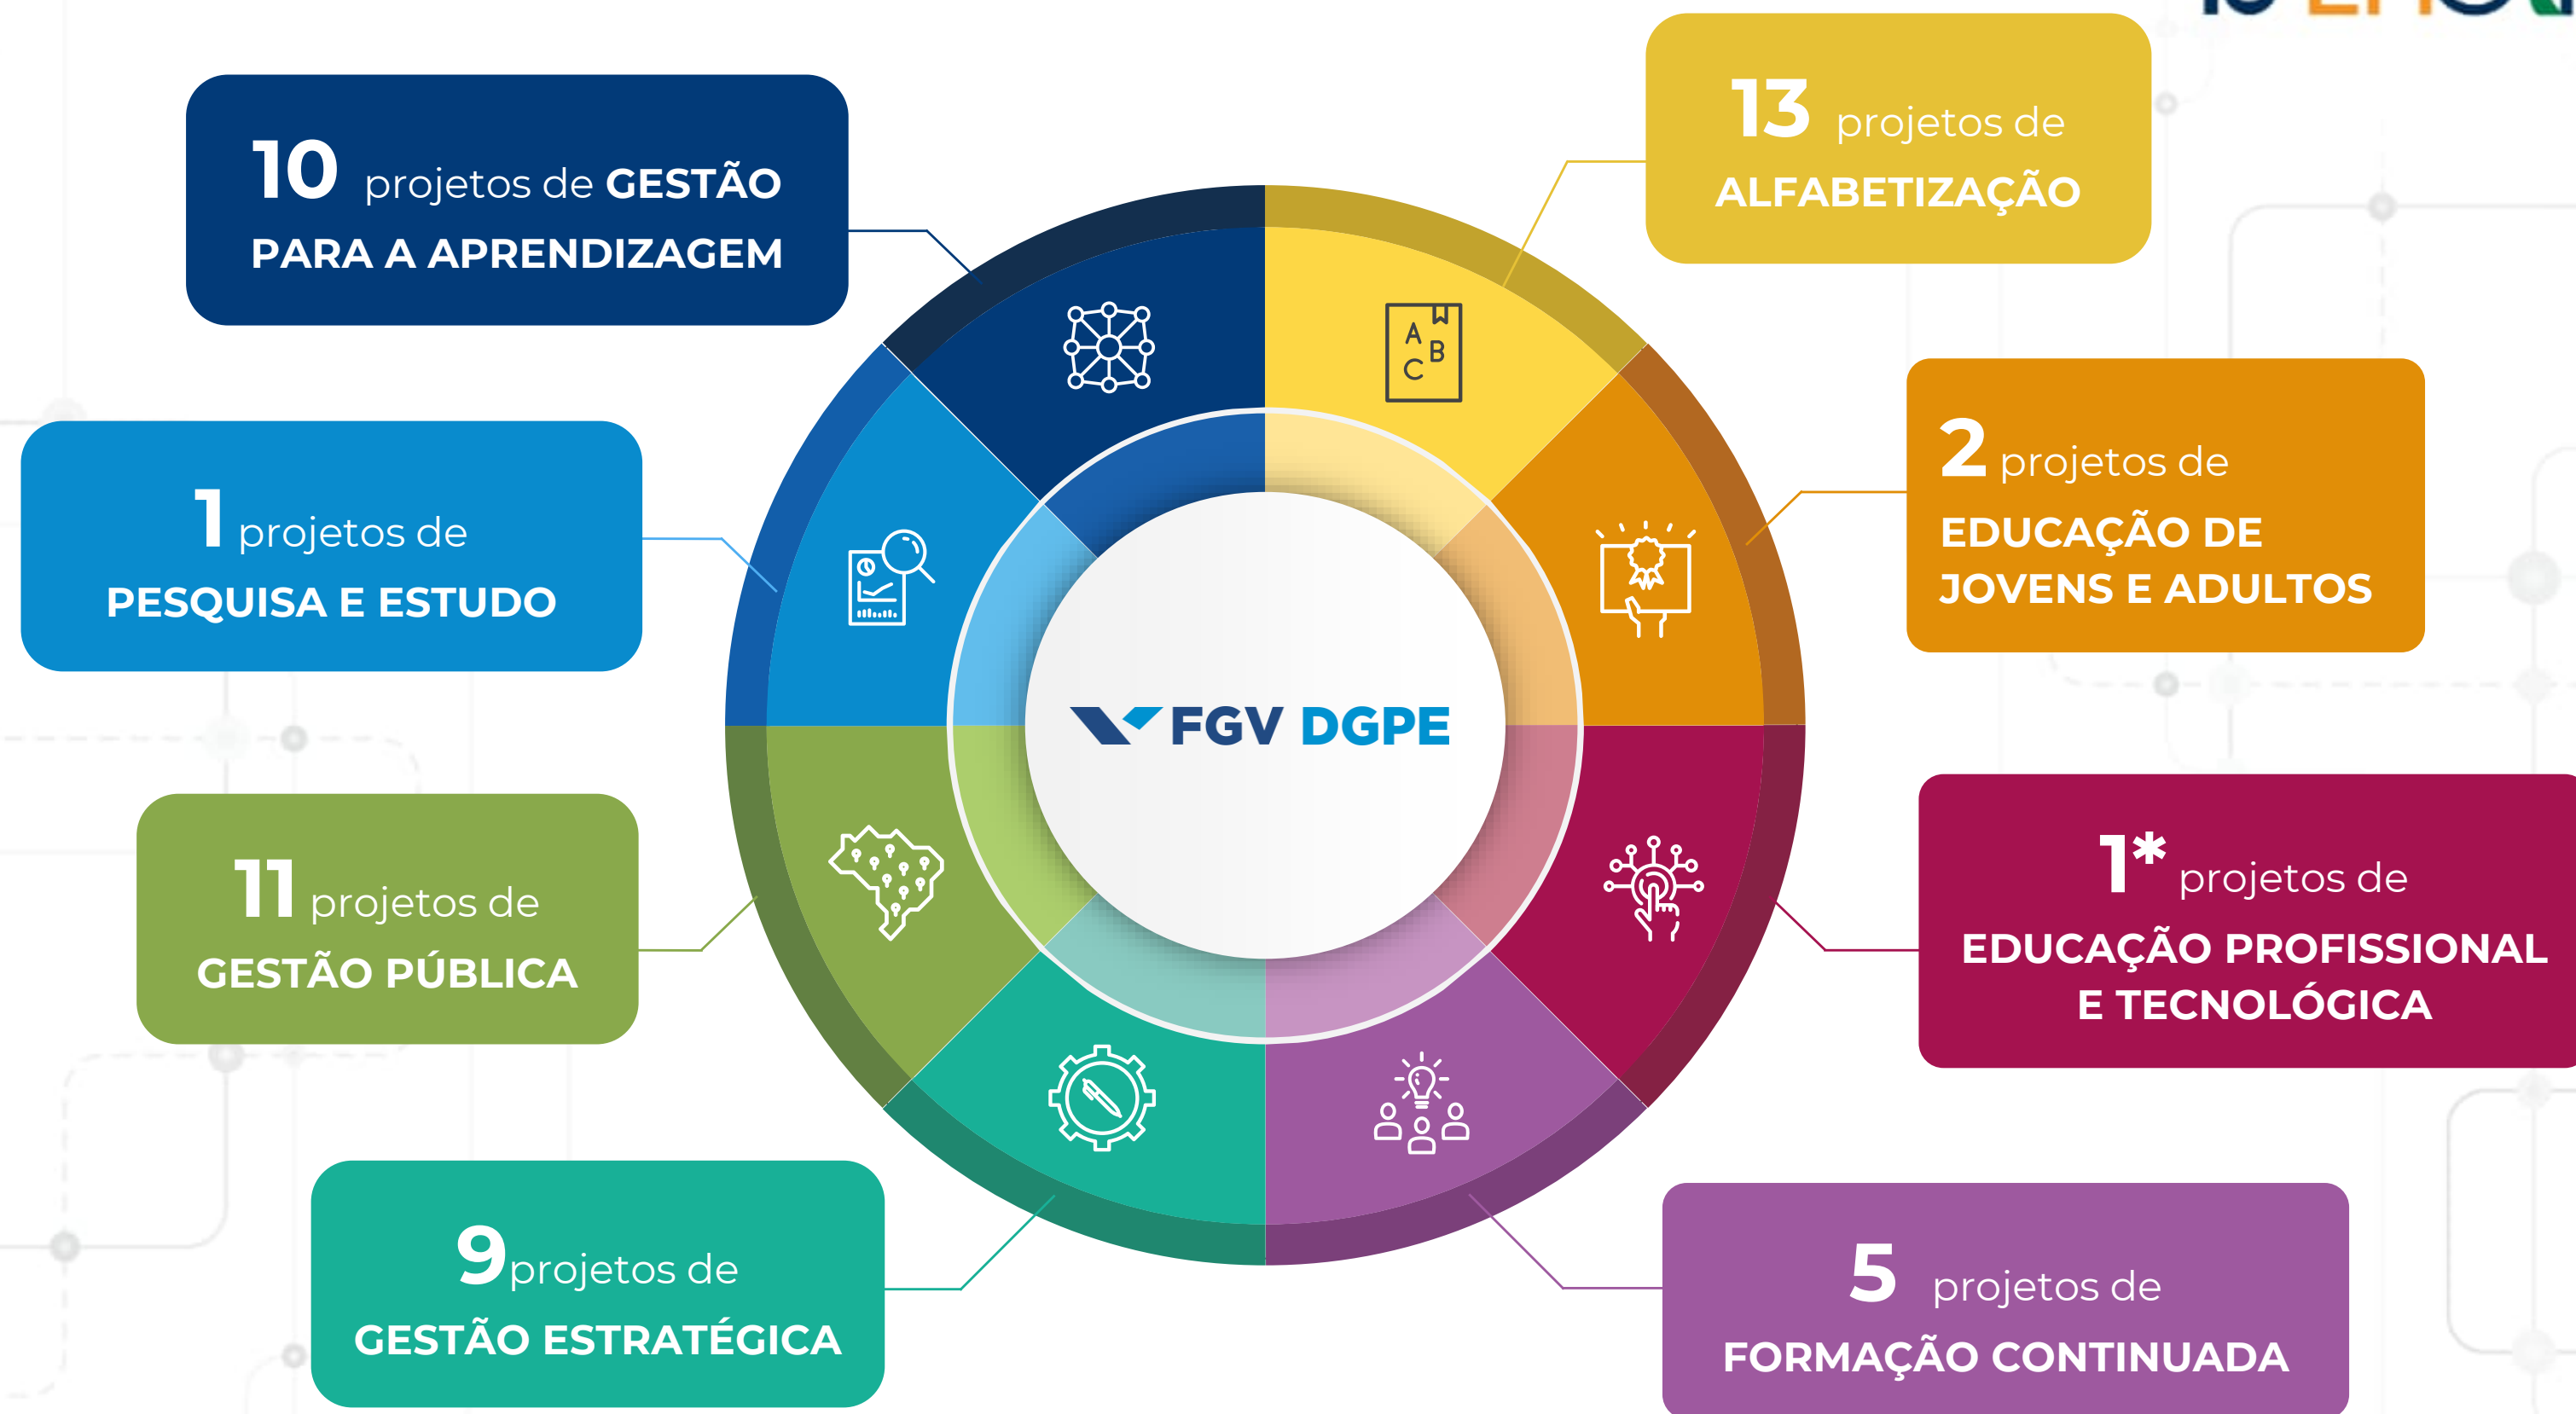 10 projetos de GESTÃO
PARA A APRENDIZAGEM
13 projetos de
ALFABETIZAÇÃO
1 projetos de
PESQUISA E ESTUDO
2 projetos de
EDUCAÇÃO DE
JOVENS E ADULTOS
A
B
C
FGV DGPE
11 projetos de
GESTÃO PÚBLICA
1* projetos de
EDUCAÇÃO PROFISSIONAL
E TECNOLÓGICA
9 projetos de
GESTÃO ESTRATÉGICA
5 projetos de
FORMAÇÃO CONTINUADA